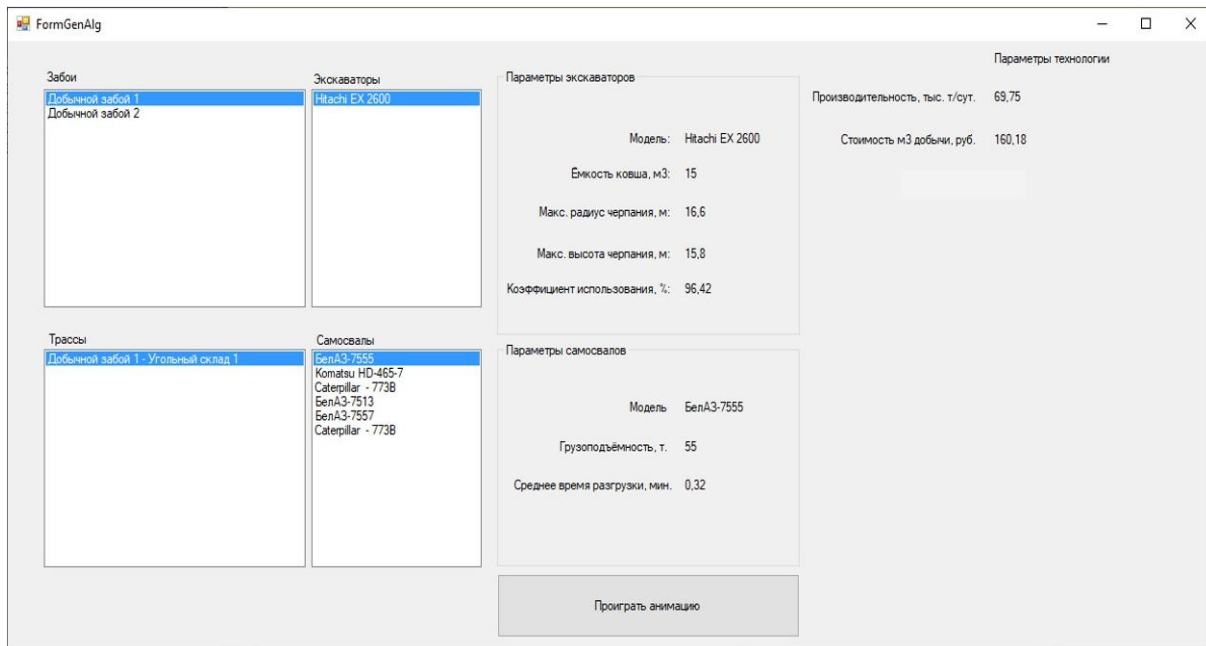 FormGenAlg
Параметры технологии
Забои
Экскаваторы
Параметры экскаваторов
Добычной забой 1
Hitachi EX 2600
Производительность, тыс. т/сут. 69,75
Добычной забой 2
Модель: Hitachi EX 2600
Стоимость м3 добычи, руб. 160,18
Ёмкость ковша, м3: 15
Макс. радиус черпания, м: 16,6
Макс. высота черпания, м: 15,8
Коэффициент использования, %: 96,42
Трассы
Самосвалы
Параметры самосвалов
Добычной забой 1 - Угольный склад 1
БелАЗ-7555
Komatsu HD-465-7
Caterpillar - 773B
БелАЗ-7513
БелАЗ-7557
Caterpillar - 773B
Модель БелАЗ-7555
Грузоподъёмность, т. 55
Среднее время разгрузки, мин. 0,32
Проиграть анимацию